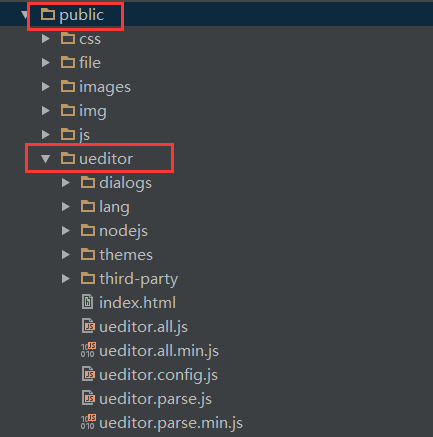 public
css
file
images
img
js
ueditor
dialogs
lang
nodejs
themes
third-party
index.html
ueditor.all.js
ueditor.all.min.js
ueditor.config.js
ueditor.parse.js
ueditor.parse.min.js